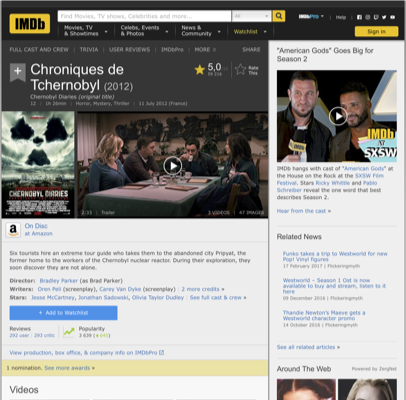 IMDb
Find Movies, TV shows, Celebrities and more...
All
IMDbPro
Help
Movies, TV
& Showtimes
Celebs, Events
& Photos
News &
Community
Watchlist
Sign in
FULL CAST AND CREW | TRIVIA | USER REVIEWS | IMDbPro | MORE
SHARE
Chroniques de
Tchernobyl (2012)
Chernobyl Diaries (original title)
12 | 1h 26min | Horror, Mystery, Thriller | 11 July 2012 (France)
5,0
Rate
This
CHERNOBYL DIARIES
2:33 | Trailer
2 VIDEOS | 47 IMAGES
On Disc
at Amazon
Six tourists hire an extreme tour guide who takes them to the abandoned city Pripyat, the
former home to the workers of the Chernobyl nuclear reactor. During their exploration, they
soon discover they are not alone.
Director: Bradley Parker (as Brad Parker)
Writers: Oren Peli (screenplay), Carey Van Dyke (screenplay) | 2 more credits »
Stars: Jesse McCartney, Jonathan Sadowski, Olivia Taylor Dudley | See full cast & crew »
+ Add to Watchlist
Reviews
292 user | 293 critic
Popularity
View production, box office, & company info on IMDbPro
1 nomination. See more awards »
Videos
"American Gods" Goes Big for
Season 2
IMDb
at
SXSW
IMDb hangs with cast of "American Gods" at
the House on the Rock at the SXSW Film
Festival. Stars Ricky Whittle and Pablo
Schreiber reveal the one word that best
describes Season 2.
Hear from the cast »
Related News
Funko takes a trip to Westworld for new
Pop! Vinyl figures
17 February 2017 | Flickeringmyth
Westworld – Season 1 Ost is now
available to buy and stream, listen to it
here
09 December 2016 | Flickeringmyth
Thandie Newton's Maeve gets a
Westworld character promo
14 October 2016 | Flickeringmyth
See all related articles »
Around The Web
Powered by ZergNet